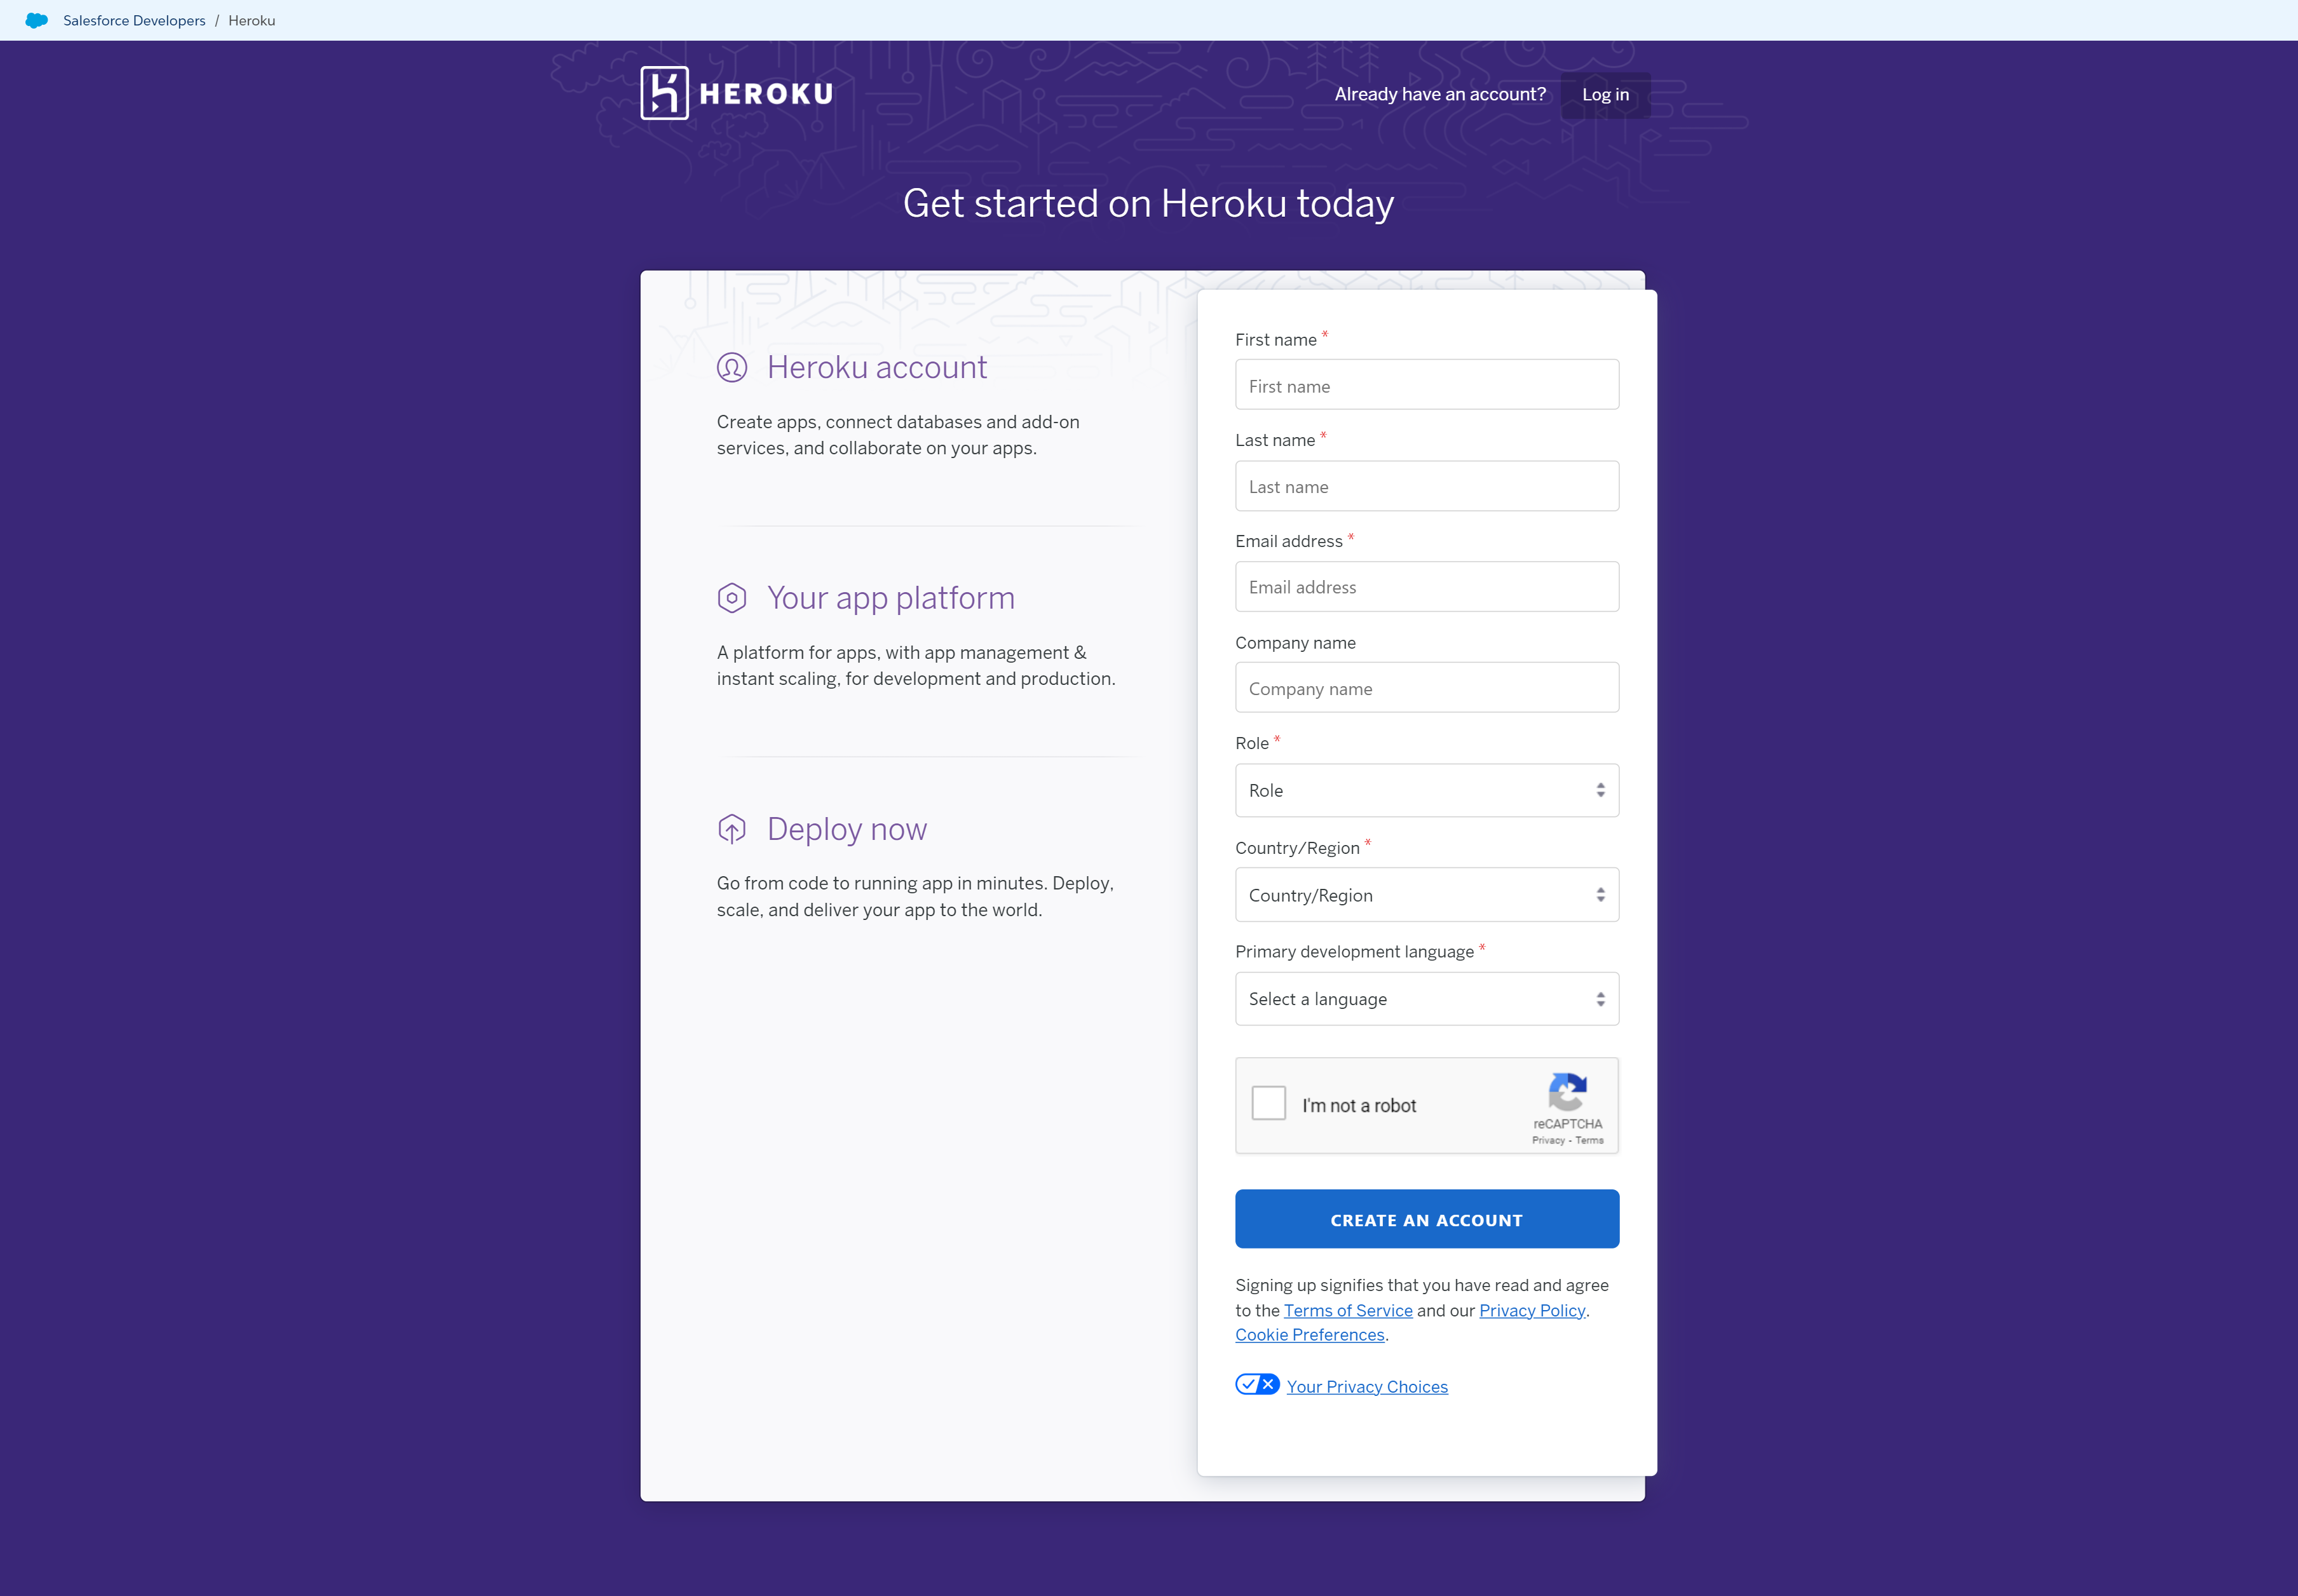 Salesforce Developers / Heroku
HEROKU
Already have an account? Log in
Get started on Heroku today
Heroku account
Create apps, connect databases and add-on
services, and collaborate on your apps.
Your app platform
A platform for apps, with app management &
instant scaling, for development and production.
Deploy now
Go from code to running app in minutes. Deploy,
scale, and deliver your app to the world.
First name *
First name
Last name *
Last name
Email address *
Email address
Company name
Company name
Role *
Role
Country/Region *
Country/Region
Primary development language *
Select a language
I'm not a robot
reCAPTCHA
Privacy - Terms
CREATE AN ACCOUNT
Signing up signifies that you have read and agree
to the Terms of Service and our Privacy Policy.
Cookie Preferences.
Your Privacy Choices